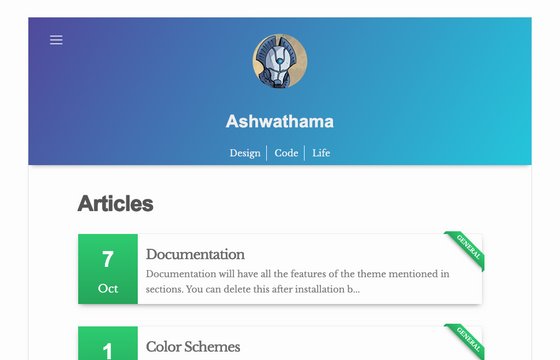 Ashwathama
Design Code Life
Articles
7
Oct
Documentation
Documentation will have all the features of the theme mentioned in
sections. You can delete this after installation b...
GENERAL
1
Color Schemes
GENERAL